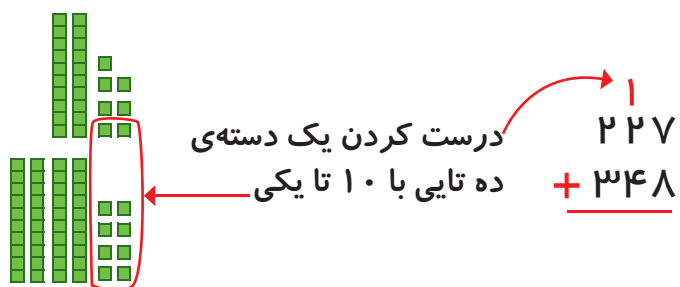 درست کردن یک دسته‌ی
ده تایی با ۱۰ تا یکی
۱
۲۲۷
+ ۳۴۸